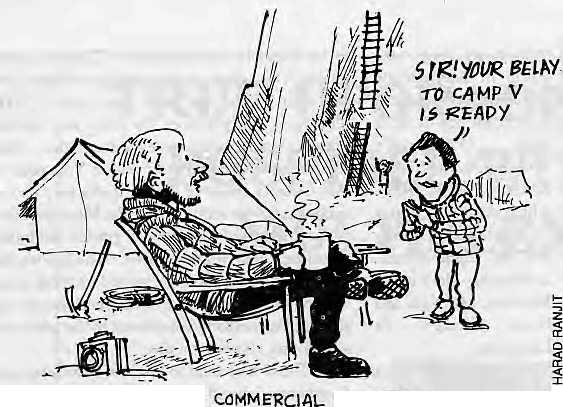 SIR! YOUR BELAY
TO CAMP V
IS READY
HARAD RANJIT
COMMERCIAL